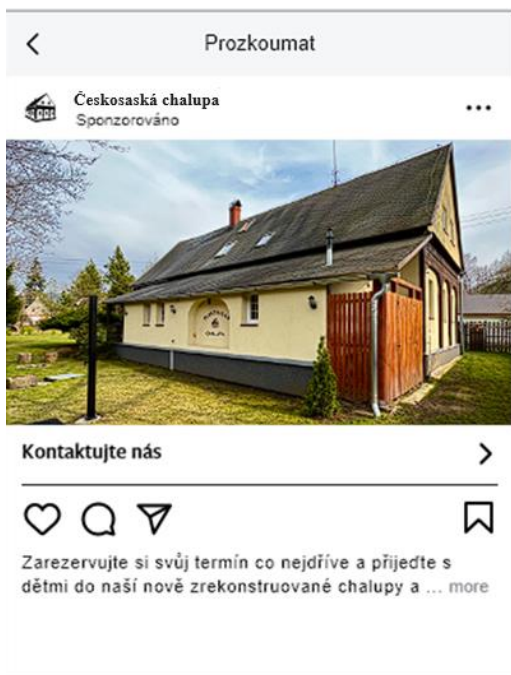 Prozkoumat
Českosaská chalupa
Sponzorováno
CHALUPA
Kontaktujte nás
Zarezervujte si svůj termín co nejdříve a přijeďte s
dětmi do naší nově zrekonstruované chalupy a ... more